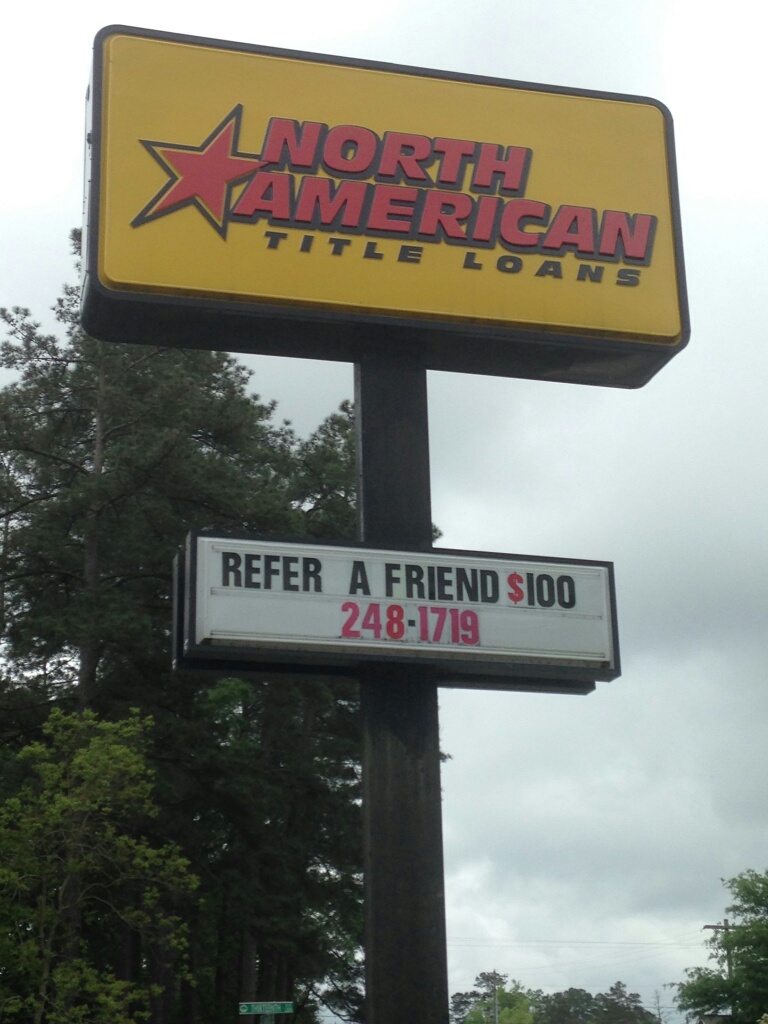 NORTH
AMERICAN
TITLE LOANS
REFER A FRIEND $100
248-1719